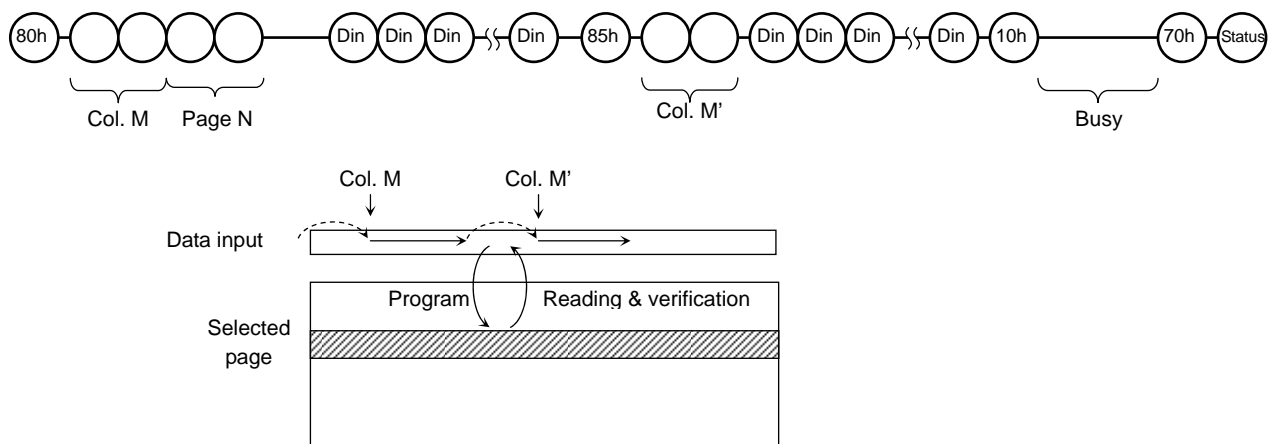 80h Din Din Din Din 85h Din Din Din Din 10h 70h Status
Col. M Page N Col. M’ Busy
Col. M Col. M’
Data input
Program Reading & verification
Selected
page